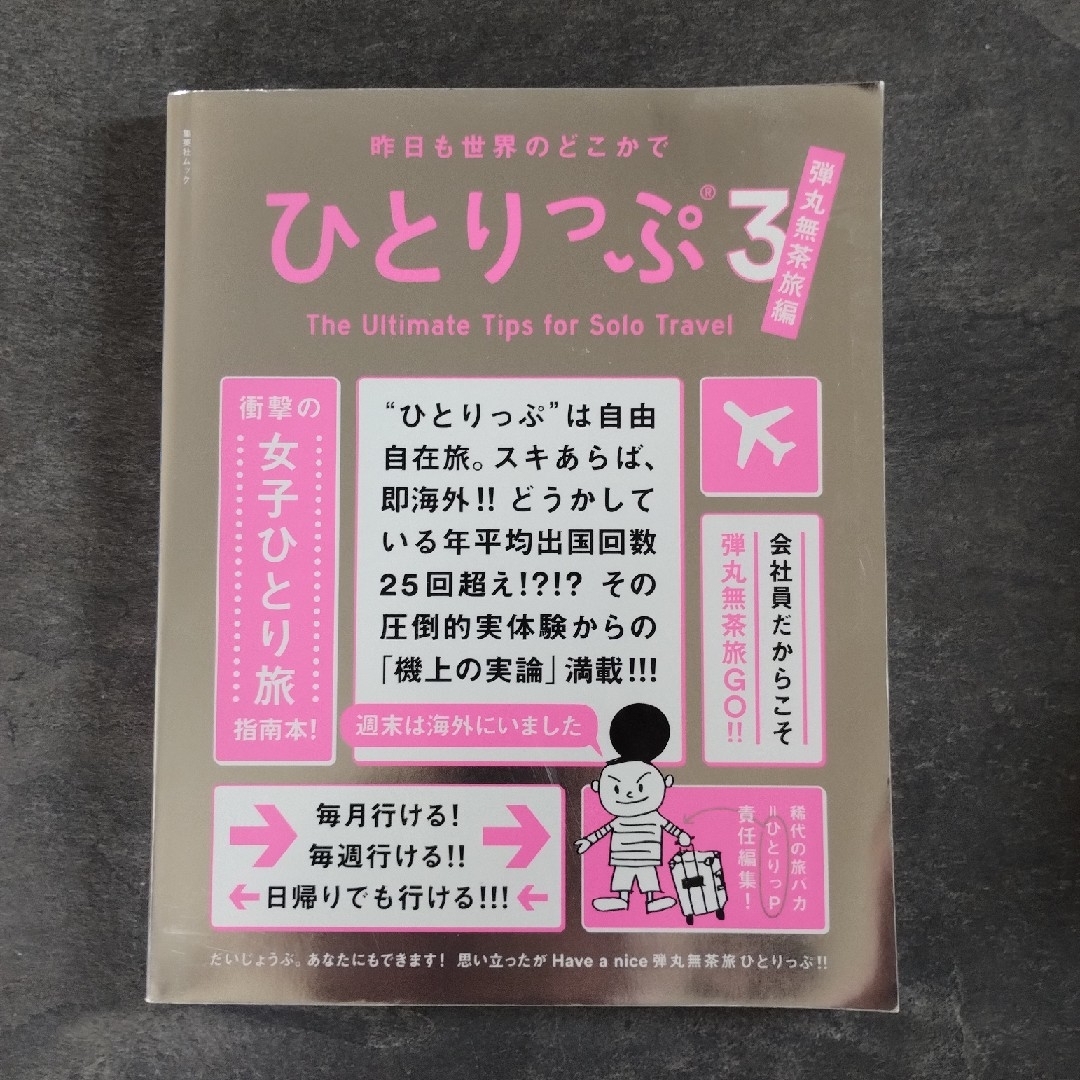 集英社ムック
昨日も世界のどこかで
ひとりっぷ®3
弾丸無茶旅編
The Ultimate Tips for Solo Travel
衝撃の
女子ひとり旅
指南本!
“ひとりっぷ”は自由
自在旅。スキあらば、
即海外!! どうかして
いる年平均出国回数
25回超え!?!? その
圧倒的実体験からの
「機上の実論」満載!!!
会社員だからこそ
弾丸無茶旅GO!!
週末は海外にいました
毎月行ける!
毎週行ける!!
日帰りでも行ける!!!
稀代の旅バカ
=ひとりっP
責任編集!
だいじょうぶ。あなたにもできます! 思い立ったが Have a nice 弾丸無茶旅 ひとりっぷ!!